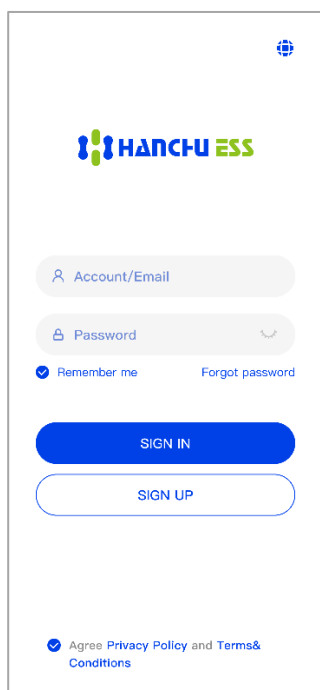 HANCHU ESS
Account/Email
Password
Remember me Forgot password
SIGN IN
SIGN UP
Agree Privacy Policy and Terms&
Conditions